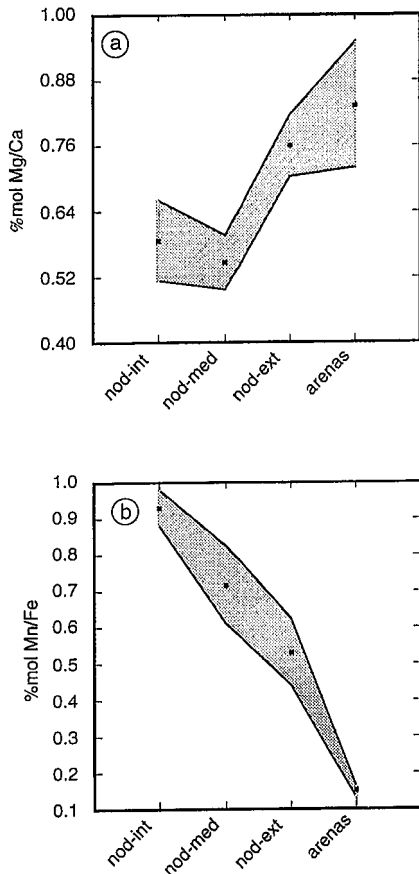 1.00
a
0.88
0.76
%mol Mg/Ca
0.64
0.52
0.40
nod-int
nod-med
nod-ext
arenas
1.0
b
0.9
0.8
0.7
%mol Mn/Fe
0.6
0.5
0.4
0.3
0.2
0.1
nod-int
nod-med
nod-ext
arenas